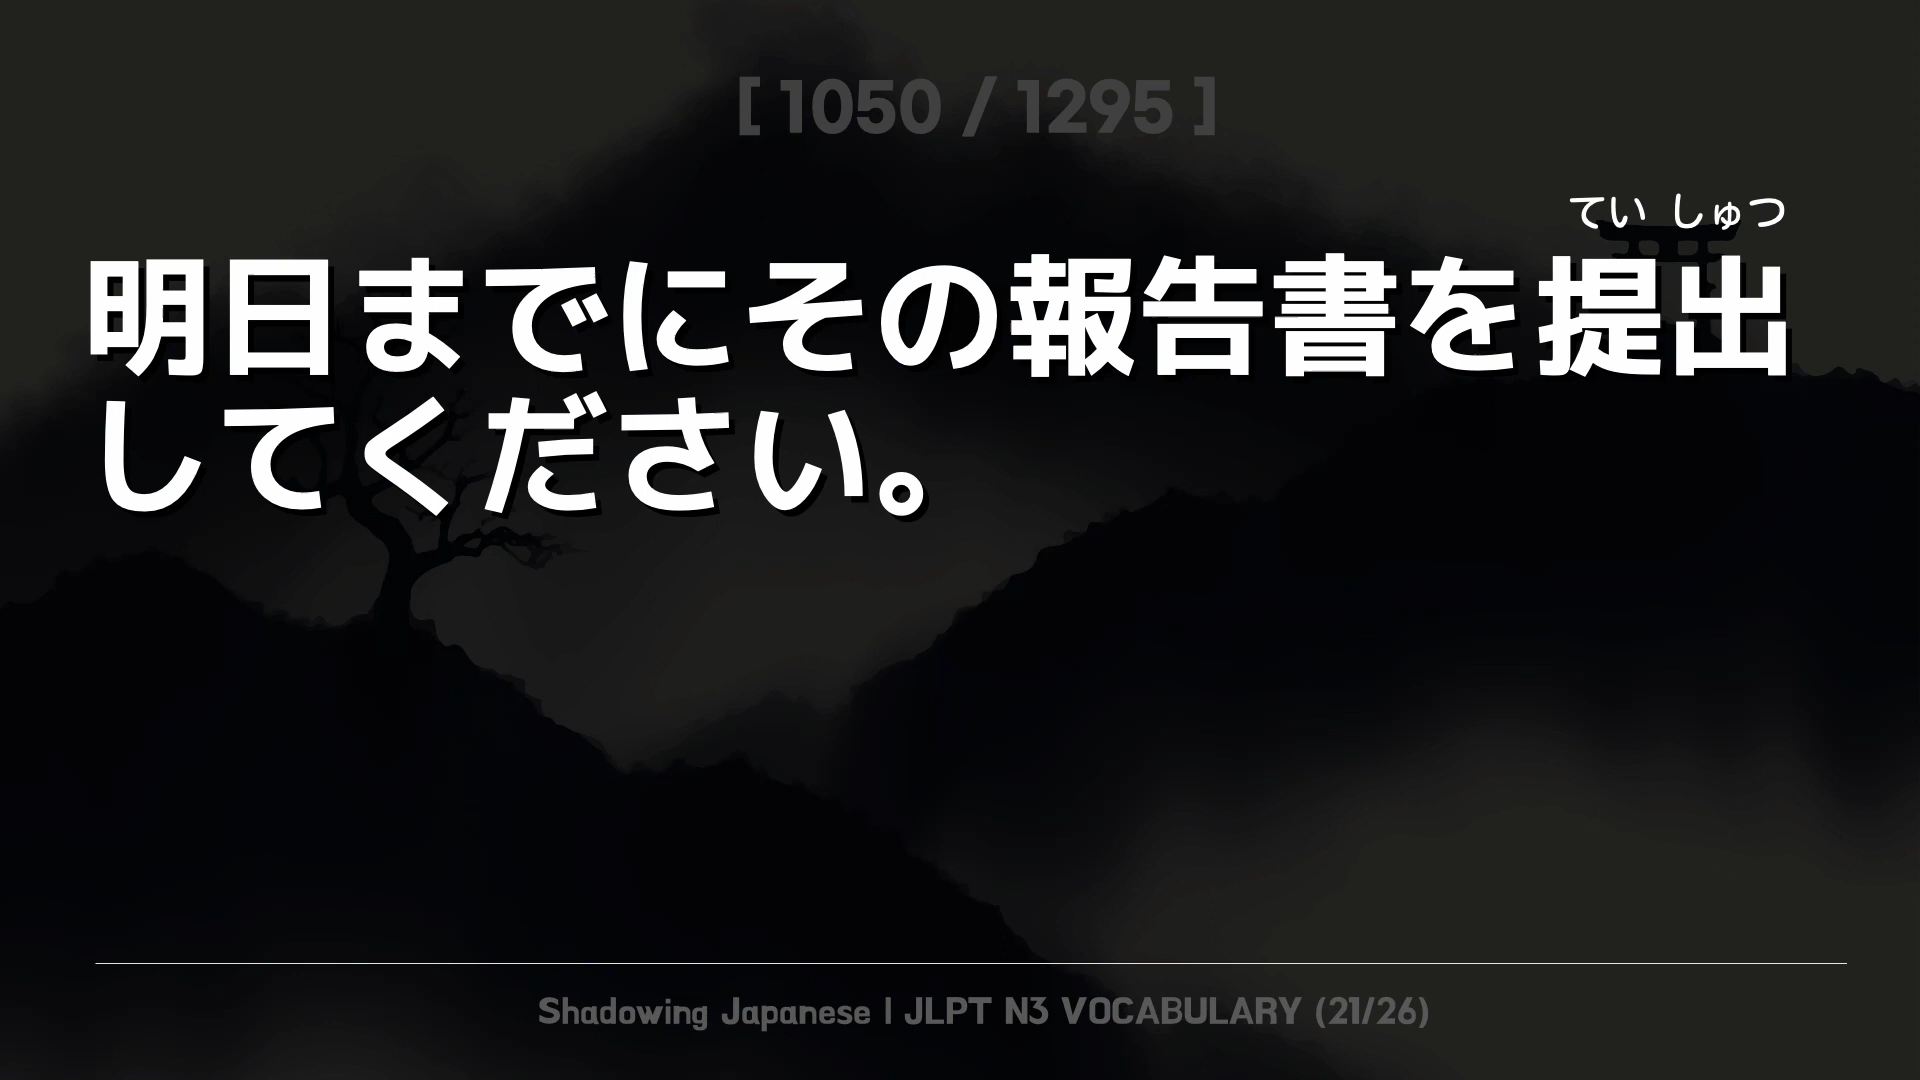 [ 1050 / 1295 ]
てい しゅつ
明日までにその報告書を提出
してください。
Shadowing Japanese | JLPT N3 VOCABULARY (21/26)